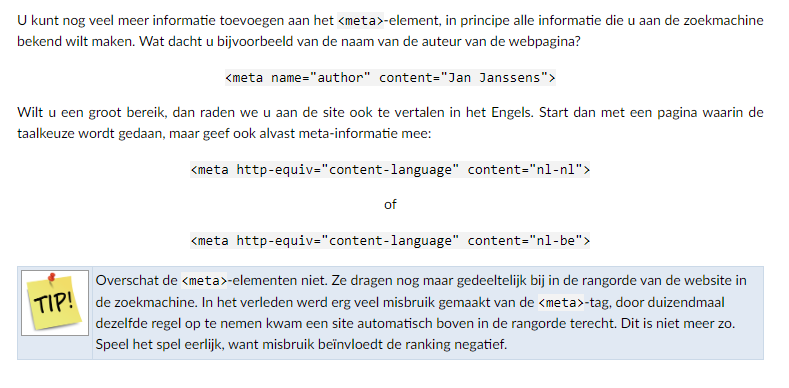 U kunt nog veel meer informatie toevoegen aan het <meta>-element, in principe alle informatie die u aan de zoekmachine
bekend wilt maken. Wat dacht u bijvoorbeeld van de naam van de auteur van de webpagina?
<meta name="author" content="Jan Janssens">
Wilt u een groot bereik, dan raden we u aan de site ook te vertalen in het Engels. Start dan met een pagina waarin de
taalkeuze wordt gedaan, maar geef ook alvast meta-informatie mee:
<meta http-equiv="content-language" content="nl-nl">
of
<meta http-equiv="content-language" content="nl-be">
TIP!
Overschat de <meta>-elementen niet. Ze dragen nog maar gedeeltelijk bij in de rangorde van de website in
de zoekmachine. In het verleden werd erg veel misbruik gemaakt van de <meta>-tag, door duizendmaal
dezelfde regel op te nemen kwam een site automatisch boven in de rangorde terecht. Dit is niet meer zo.
Speel het spel eerlijk, want misbruik beïnvloedt de ranking negatief.